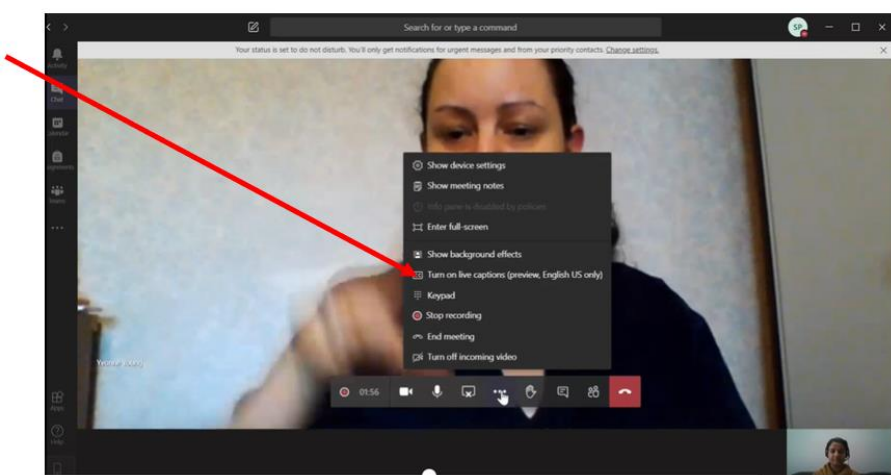 Search for or type a command
SP
Your status is set to do not disturb. You'll only get notifications for urgent messages and from your priority contacts. Change settings.
Activity
Chat
Calendar
Assignments
Teams
Show device settings
Show meeting notes
Info pane is disabled by policies
Enter full-screen
Show background effects
Turn on live captions (preview, English US only)
Keypad
Stop recording
End meeting
Turn off incoming video
01:56
Apps
Help